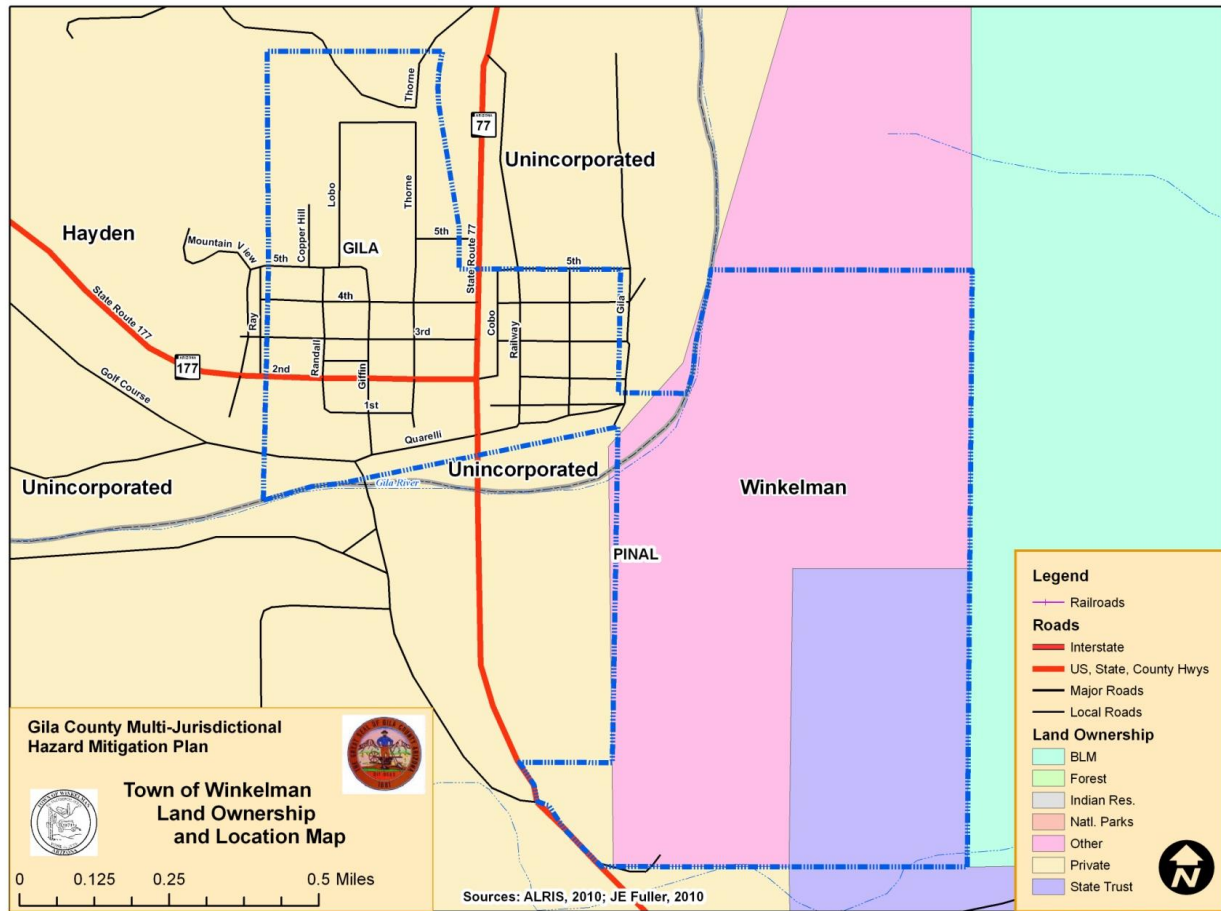 Thorne
77
Unincorporated
Lobo
Thorne
Copper Hill
Hayden
Mountain View
GILA
5th
5th
State Route 77
5th
4th
Gila
State Route 177
Ray
3rd
Cobo
Railway
177
2nd
Randall
Giffin
Golf Course
1st
Quarelli
Unincorporated
Unincorporated
Gila River
Winkelman
PINAL
Gila County Multi-Jurisdictional
Hazard Mitigation Plan
Town of Winkelman
Land Ownership
and Location Map
0 0.125 0.25 0.5 Miles
Sources: ALRIS, 2010; JE Fuller, 2010
Legend
Railroads
Roads
Interstate
US, State, County Hwys
Major Roads
Local Roads
Land Ownership
BLM
Forest
Indian Res.
Natl. Parks
Other
Private
State Trust
N